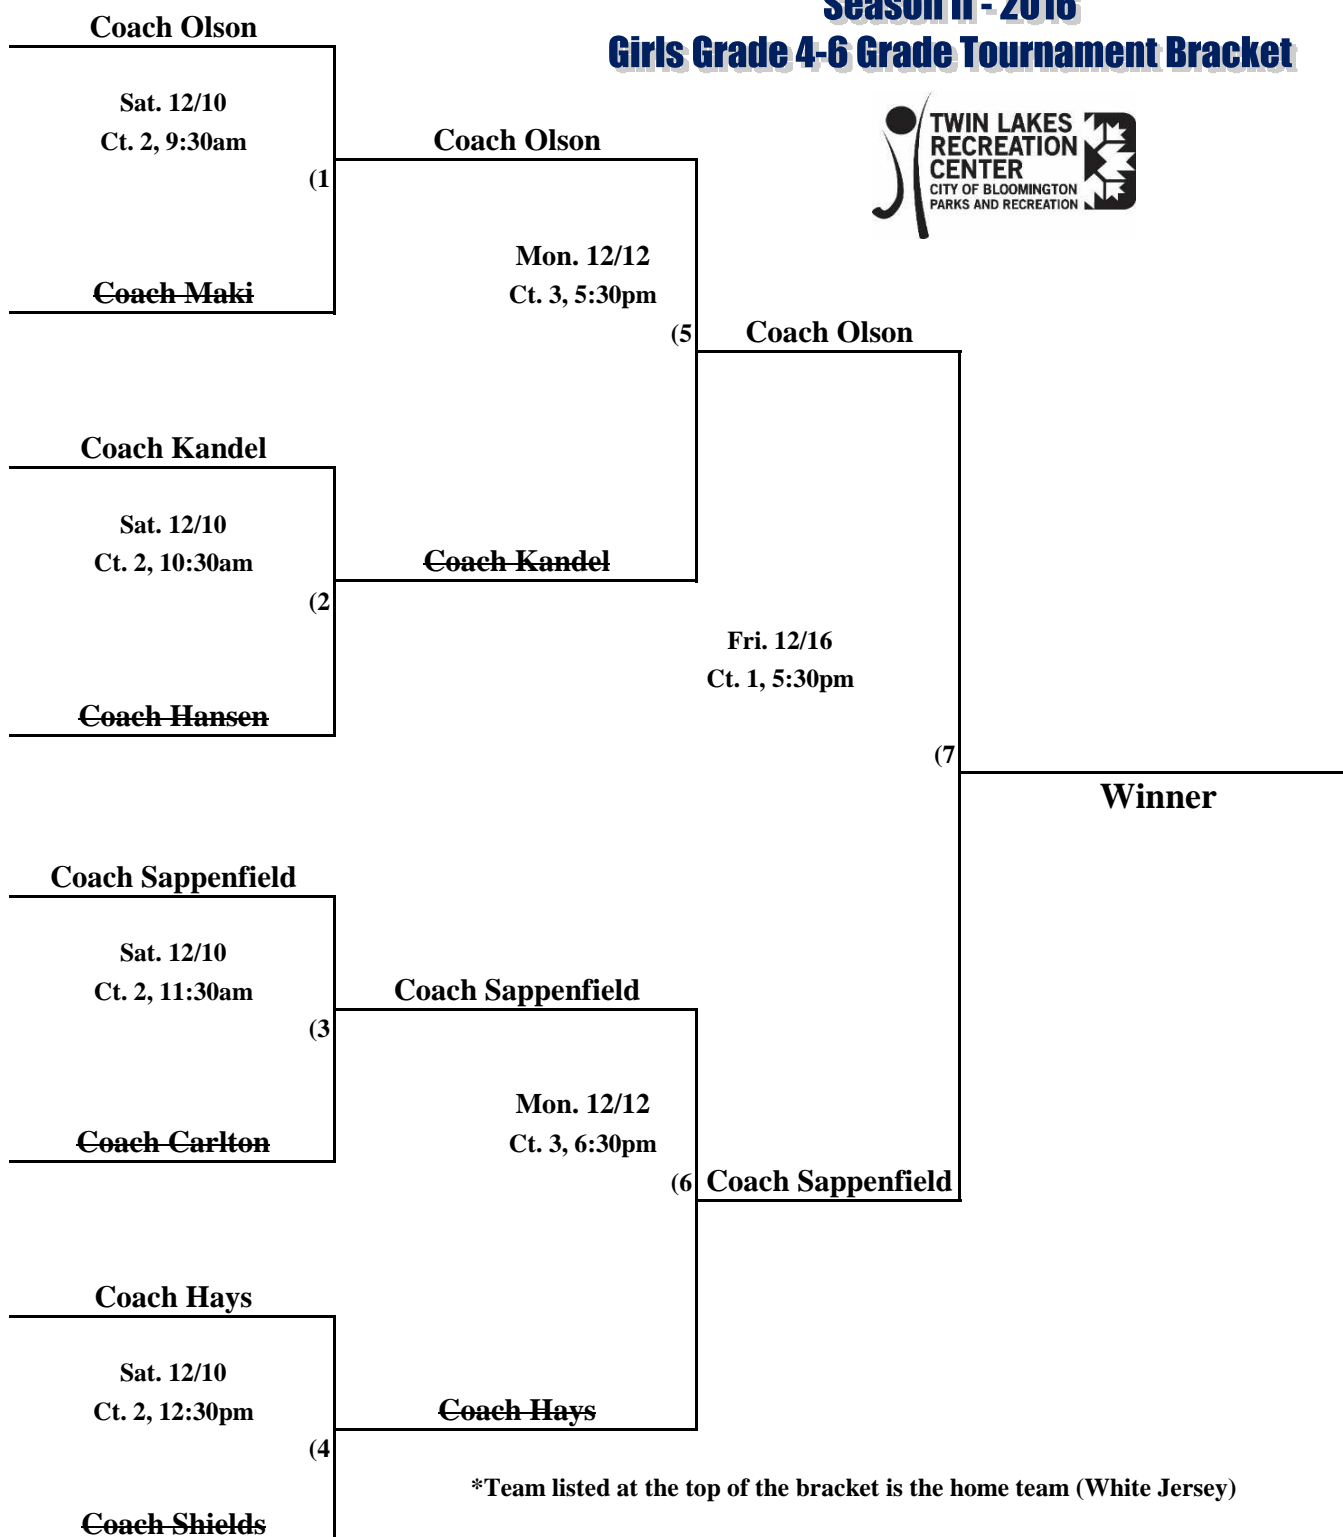 Season II - 2016
Girls Grade 4-6 Grade Tournament Bracket
TWIN LAKES
RECREATION
CENTER
CITY OF BLOOMINGTON
PARKS AND RECREATION
Coach Olson
Sat. 12/10
Ct. 2, 9:30am
(1
Coach Maki
Coach Olson
Mon. 12/12
Ct. 3, 5:30pm
(5
Coach Olson
Coach Kandel
Sat. 12/10
Ct. 2, 10:30am
(2
Coach Hansen
Coach Kandel
Fri. 12/16
Ct. 1, 5:30pm
(7
Winner
Coach Sappenfield
Sat. 12/10
Ct. 2, 11:30am
(3
Coach Carlton
Coach Sappenfield
Mon. 12/12
Ct. 3, 6:30pm
(6
Coach Sappenfield
Coach Hays
Sat. 12/10
Ct. 2, 12:30pm
(4
Coach Shields
Coach Hays
*Team listed at the top of the bracket is the home team (White Jersey)